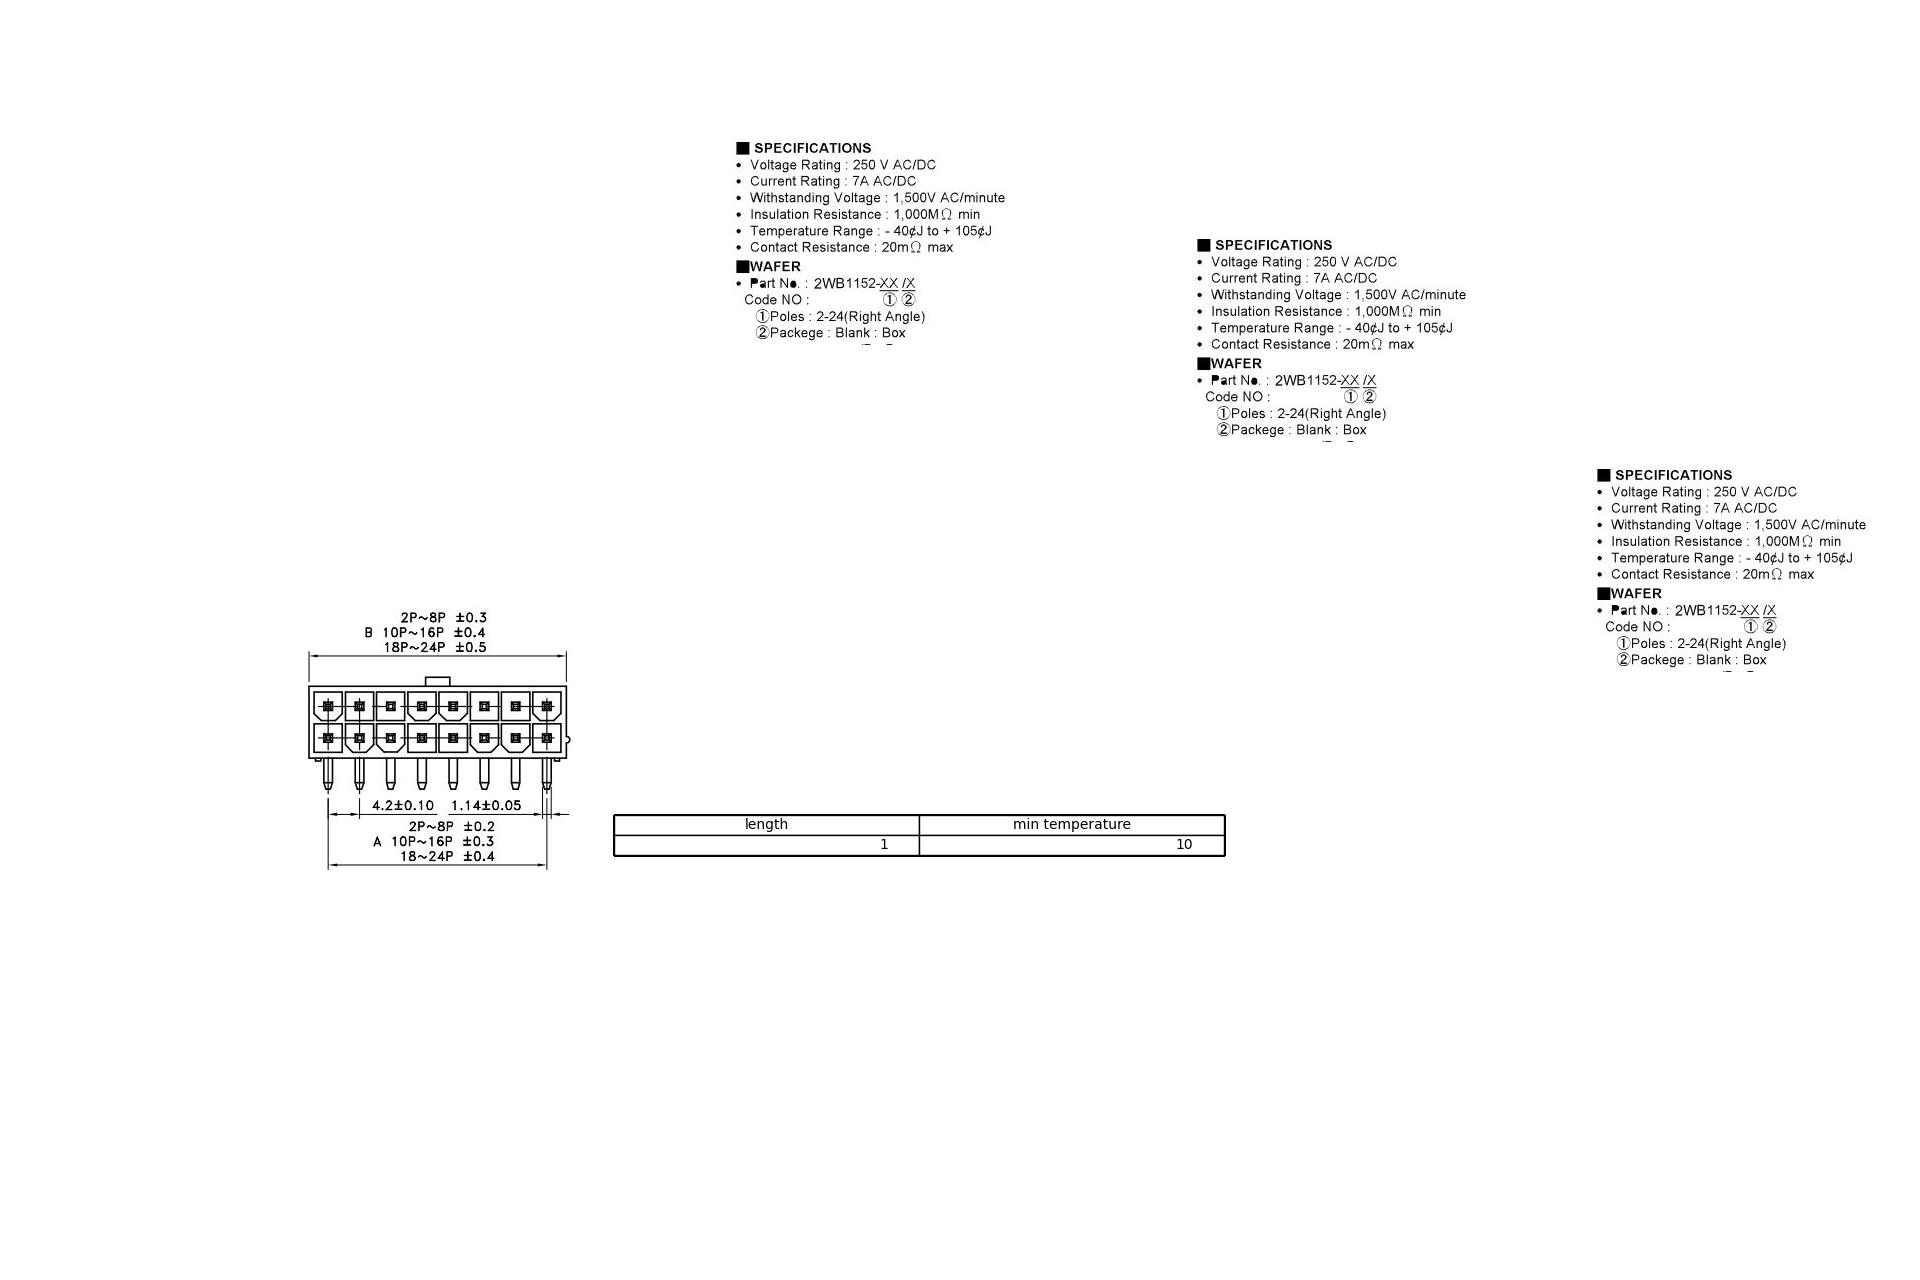 ■ SPECIFICATIONS
• Voltage Rating : 250 V AC/DC
• Current Rating : 7A AC/DC
• Withstanding Voltage : 1,500V AC/minute
• Insulation Resistance : 1,000MΩ min
• Temperature Range : - 40¢J to + 105¢J
• Contact Resistance : 20mΩ max
■WAFER
• Part No. : 2WB1152-XX /X
Code NO : ① ②
①Poles : 2-24(Right Angle)
②Packege : Blank : Box
■ SPECIFICATIONS
• Voltage Rating : 250 V AC/DC
• Current Rating : 7A AC/DC
• Withstanding Voltage : 1,500V AC/minute
• Insulation Resistance : 1,000MΩ min
• Temperature Range : - 40¢J to + 105¢J
• Contact Resistance : 20mΩ max
■WAFER
• Part No. : 2WB1152-XX /X
Code NO : ① ②
①Poles : 2-24(Right Angle)
②Packege : Blank : Box
■ SPECIFICATIONS
• Voltage Rating : 250 V AC/DC
• Current Rating : 7A AC/DC
• Withstanding Voltage : 1,500V AC/minute
• Insulation Resistance : 1,000MΩ min
• Temperature Range : - 40¢J to + 105¢J
• Contact Resistance : 20mΩ max
■WAFER
• Part No. : 2WB1152-XX /X
Code NO : ① ②
①Poles : 2-24(Right Angle)
②Packege : Blank : Box
2P~8P ±0.3
B 10P~16P ±0.4
18P~24P ±0.5
4.2±0.10 1.14±0.05
2P~8P ±0.2
A 10P~16P ±0.3
18~24P ±0.4
length min temperature
1 10